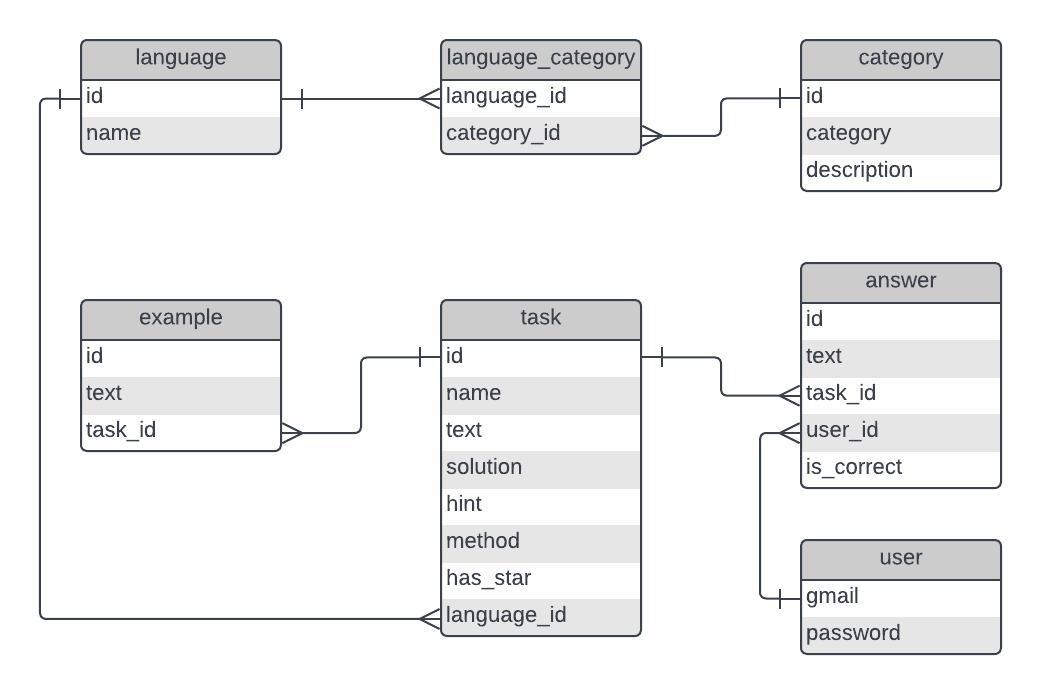 language
id
name
language_category
language_id
category_id
category
id
category
description
example
id
text
task_id
task
id
name
text
solution
hint
method
has_star
language_id
answer
id
text
task_id
user_id
is_correct
user
gmail
password